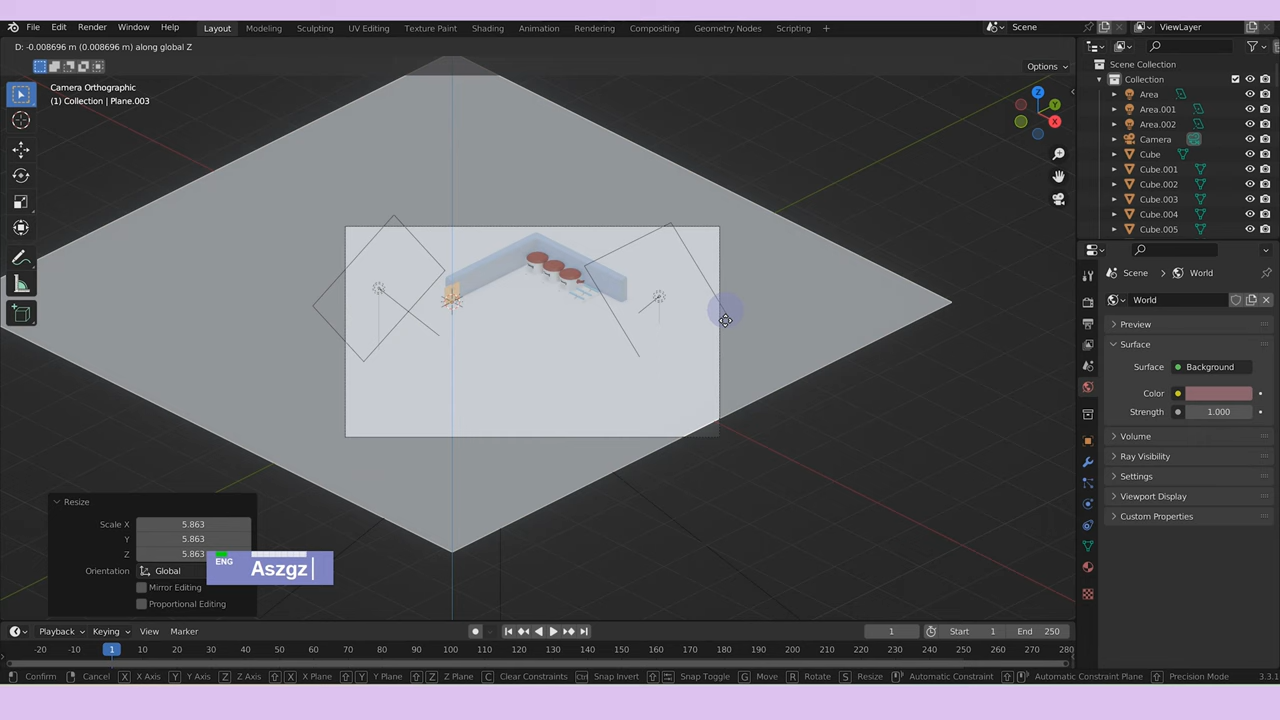 File Edit Render Window Help Layout Modeling Sculpting UV Editing Texture Paint Shading Animation Rendering Compositing Geometry Nodes Scripting + Scene ViewLayer
D: -0.008696 m (0.008696 m) along global Z
Options
Camera Orthographic
(1) Collection | Plane.003
Z
Y
X
Scene Collection
Collection
Area
Area.001
Area.002
Camera
Cube
Cube.001
Cube.002
Cube.003
Cube.004
Cube.005
Scene World
World
Preview
Surface
Surface Background
Color
Strength 1.000
Volume
Ray Visibility
Settings
Viewport Display
Custom Properties
Resize
Scale X 5.863
Y 5.863
Z 5.863
Orientation Global
Mirror Editing
Proportional Editing
ENG
Aszgz
Playback Keying View Marker 1 Start 1 End 250
-20 -10 1 10 20 30 40 50 60 70 80 90 100 110 120 130 140 150 160 170 180 190 200 210 220 230 240 250 260 270 280
Confirm Cancel X X Axis Y Y Axis Z Z Axis X X Plane Y Y Plane Z Z Plane C Clear Constraints Ctrl Snap Invert Snap Toggle G Move R Rotate S Resize Automatic Constraint Automatic Constraint Plane Precision Mode 3.3.1